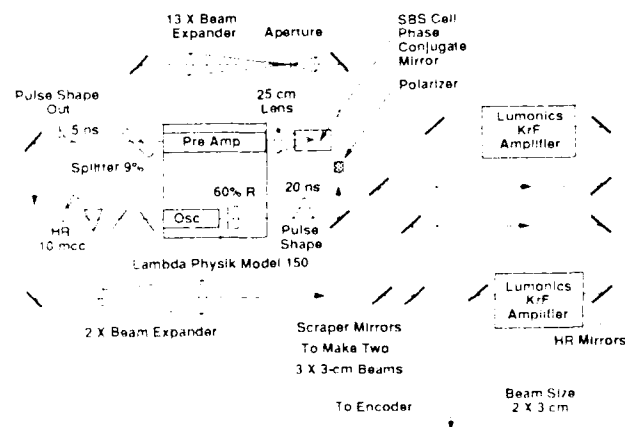 13 X Beam
Expander
Aperture
SBS Cell
Phase
Conjugate
Mirror
Polarizer
Pulse Shape
Out
25 cm
Lens
5 ns
Pre Amp
Lumonics
KrF
Amplifier
Splitter 9%
60% R
20 ns
HR
10 mcc
Osc
Pulse
Shape
Lambda Physik Model 150
2 X Beam Expander
Scraper Mirrors
To Make Two
3 X 3-cm Beams
Lumonics
KrF
Amplifier
HR Mirrors
To Encoder
Beam Size
2 X 3 cm